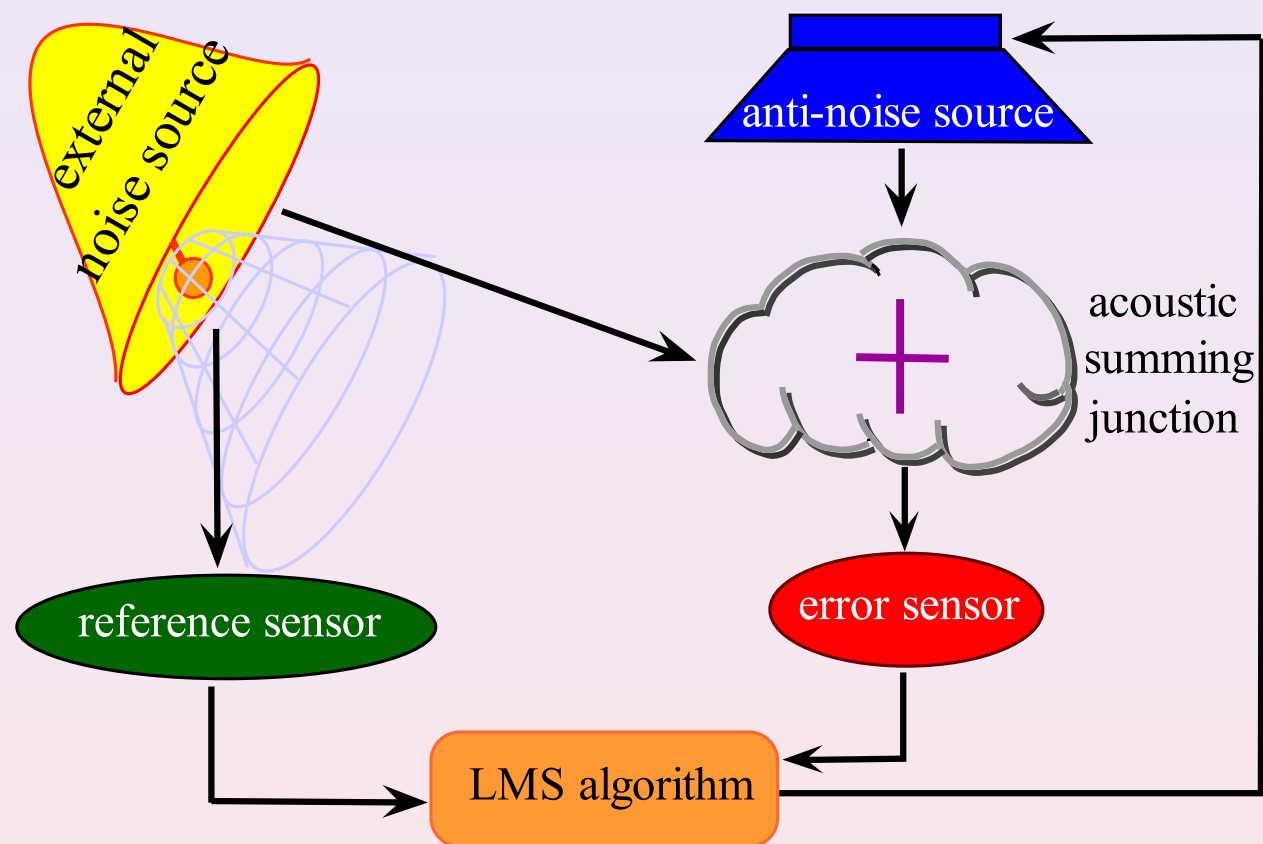 external
noise source
anti-noise source
acoustic
summing
junction
reference sensor
error sensor
LMS algorithm